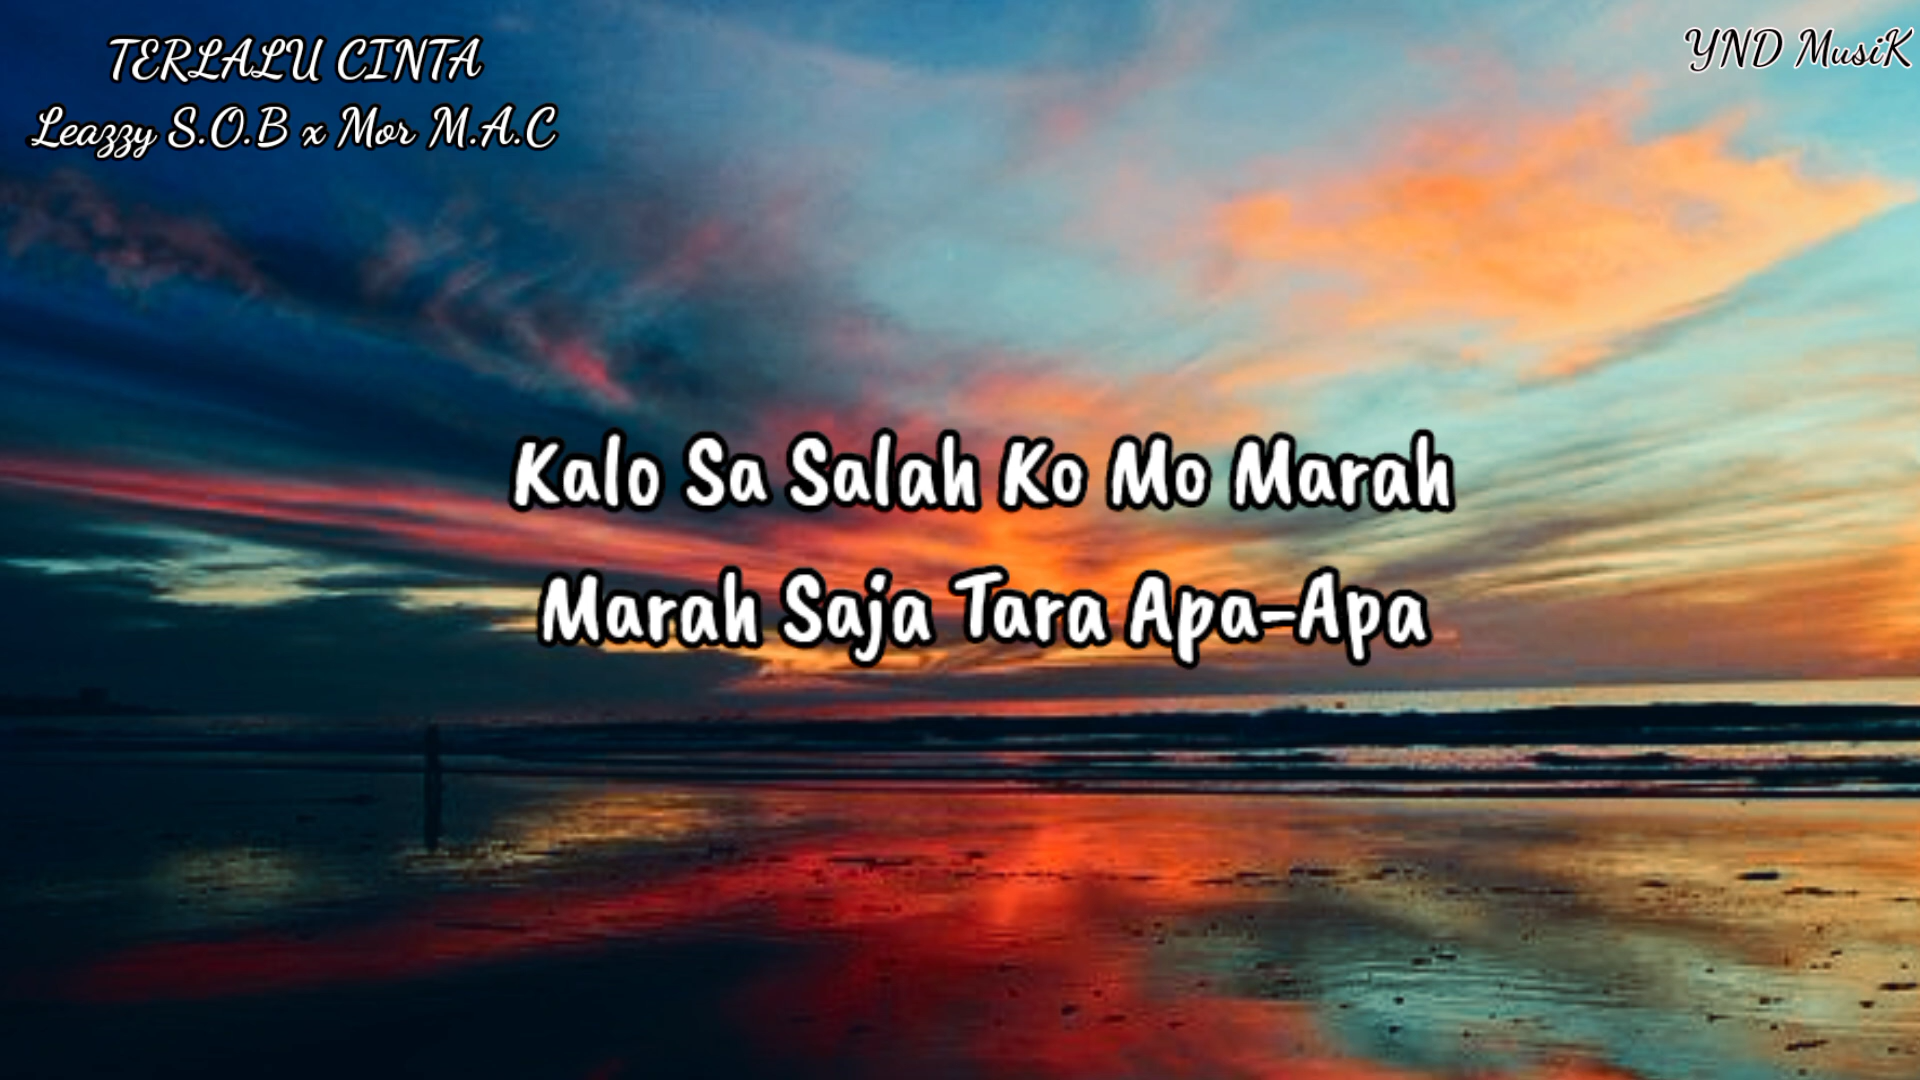 TERLALU CINTA
Leazzy S.O.B x Mor M.A.C
YND MusiK
Kalo Sa Salah Ko Mo Marah
Marah Saja Tara Apa-Apa